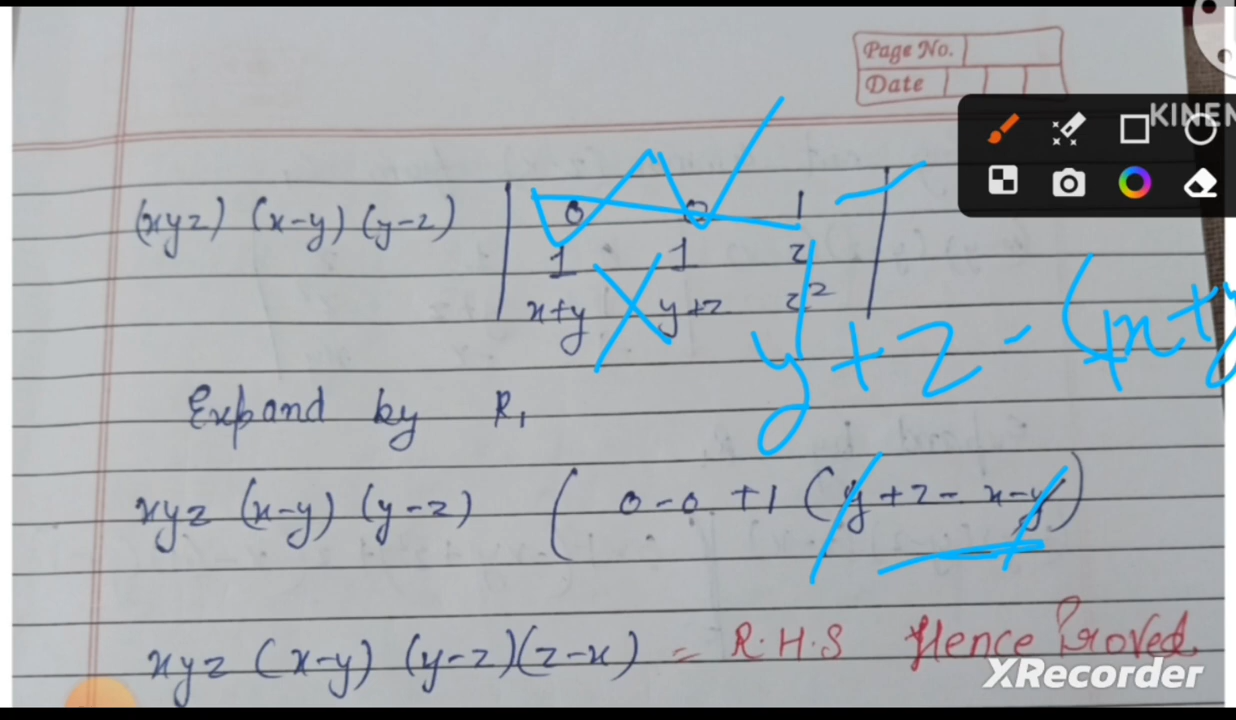 Page No.
Date
KINEM
(xyz) (x-y) (y-z) | 0 0 1 |
1 1 z
x+y y+z z²
y+z-(x+y
Expand by R₁
xyz (x-y) (y-z) ( 0-0 +1 (y+z-x-y)
xyz (x-y) (y-z)(z-x) = R.H.S Hence Proved
XRecorder